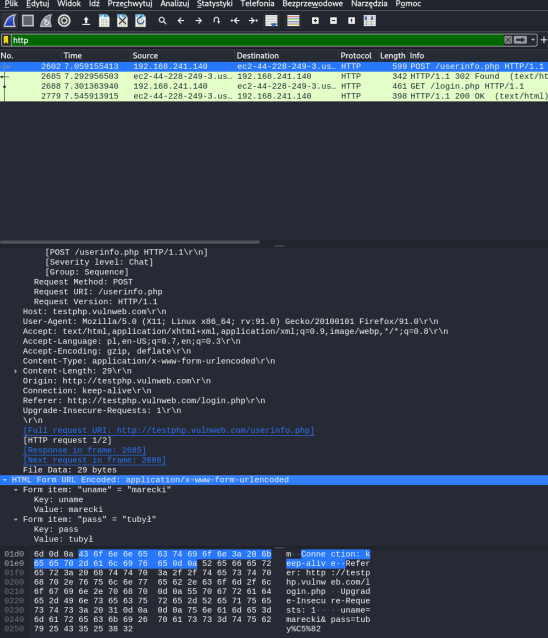 Plik Edytuj Widok Idź Przechwytuj Analizuj Statystyki Telefonia Bezprzewodowe Narzędzia Pomoc
http
No. Time Source Destination Protocol Length Info
2602 7.059155413 192.168.241.140 ec2-44-228-249-3.us… HTTP 599 POST /userinfo.php HTTP/1.1
2685 7.292956503 ec2-44-228-249-3.us… 192.168.241.140 HTTP 342 HTTP/1.1 302 Found (text/ht
2688 7.301363940 192.168.241.140 ec2-44-228-249-3.us… HTTP 461 GET /login.php HTTP/1.1
2779 7.545913915 ec2-44-228-249-3.us… 192.168.241.140 HTTP 398 HTTP/1.1 200 OK (text/html)
[POST /userinfo.php HTTP/1.1\r\n]
[Severity level: Chat]
[Group: Sequence]
Request Method: POST
Request URI: /userinfo.php
Request Version: HTTP/1.1
Host: testphp.vulnweb.com\r\n
User-Agent: Mozilla/5.0 (X11; Linux x86_64; rv:91.0) Gecko/20100101 Firefox/91.0\r\n
Accept: text/html,application/xhtml+xml,application/xml;q=0.9,image/webp,*/*;q=0.8\r\n
Accept-Language: pl,en-US;q=0.7,en;q=0.3\r\n
Accept-Encoding: gzip, deflate\r\n
Content-Type: application/x-www-form-urlencoded\r\n
Content-Length: 29\r\n
Origin: http://testphp.vulnweb.com\r\n
Connection: keep-alive\r\n
Referer: http://testphp.vulnweb.com/login.php\r\n
Upgrade-Insecure-Requests: 1\r\n
\r\n
[Full request URI: http://testphp.vulnweb.com/userinfo.php]
[HTTP request 1/2]
[Response in frame: 2685]
[Next request in frame: 2688]
File Data: 29 bytes
HTML Form URL Encoded: application/x-www-form-urlencoded
Form item: "uname" = "marecki"
Key: uname
Value: marecki
Form item: "pass" = "tubył"
Key: pass
Value: tubył
01d0 6d 0d 0a 43 6f 6e 6e 65 63 74 69 6f 6e 3a 20 6b m··Conne ction: k
01e0 65 65 70 2d 61 6c 69 76 65 0d 0a 52 65 66 65 72 eep-aliv e··Refer
01f0 65 72 3a 20 68 74 74 70 3a 2f 2f 74 65 73 74 70 er: http ://testp
0200 68 70 2e 76 75 6c 6e 77 65 62 2e 63 6f 6d 2f 6c hp.vulnw eb.com/l
0210 6f 67 69 6e 2e 70 68 70 0d 0a 55 70 67 72 61 64 ogin.php ··Upgrad
0220 65 2d 49 6e 73 65 63 75 72 65 2d 52 65 71 75 65 e-Insecu re-Reque
0230 73 74 73 3a 20 31 0d 0a 0d 0a 75 6e 61 6d 65 3d sts: 1·· ··uname=
0240 6d 61 72 65 63 6b 69 26 70 61 73 73 3d 74 75 62 marecki& pass=tub
0250 79 25 43 35 25 38 32 y%C5%82